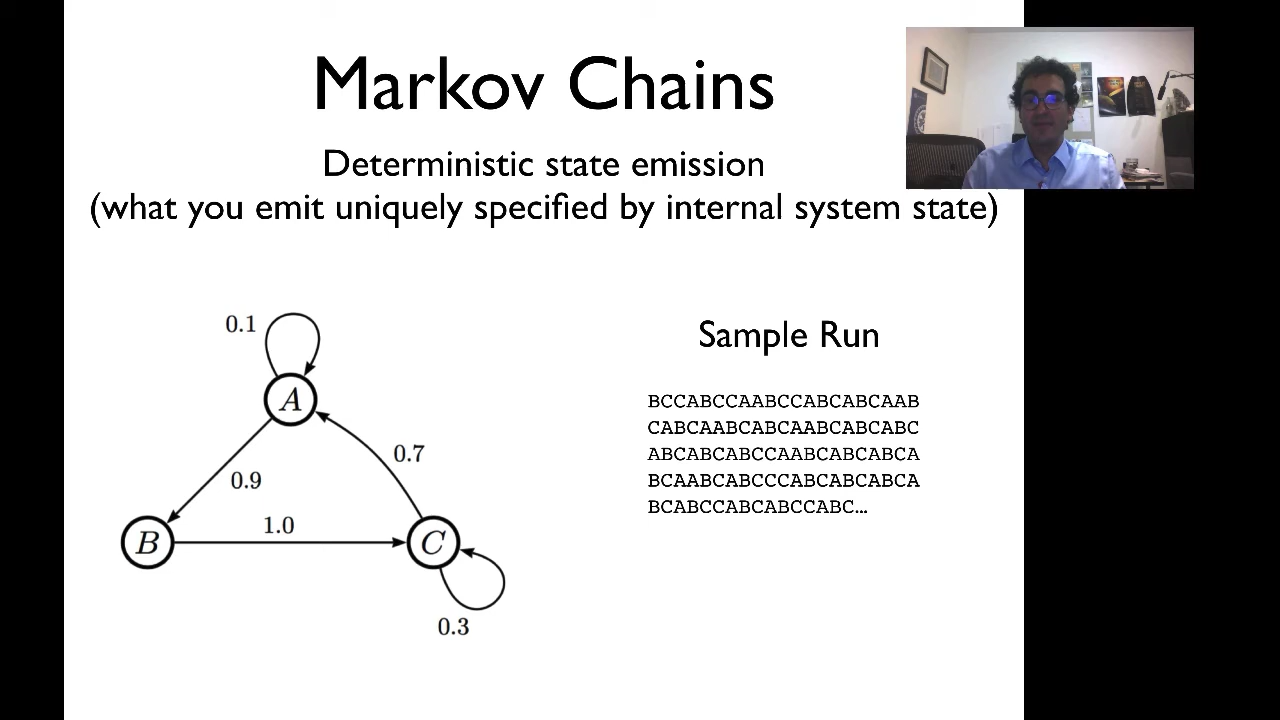 Markov Chains
Deterministic state emission
(what you emit uniquely specified by internal system state)
0.1
A
0.7
0.9
B
1.0
C
0.3
Sample Run
BCCABCCAABCCABCABCAAB
CABCAABCABCAABCABCABC
ABCABCABCCAABCABCABCA
BCAABCABCCCABCABCABCA
BCABCCABCABCCABC…